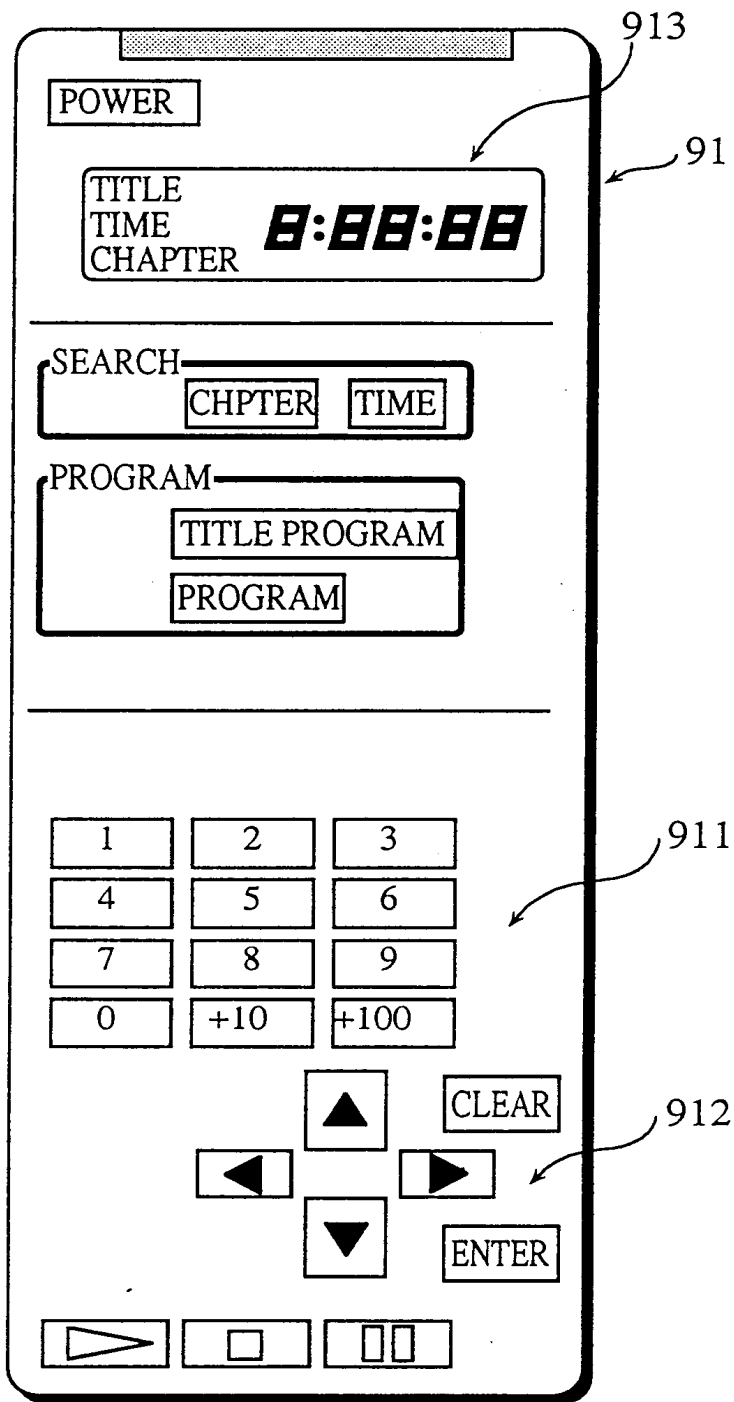 913
POWER
91
TITLE
TIME 8:88:88
CHAPTER
SEARCH
CHPTER TIME
PROGRAM
TITLE PROGRAM
PROGRAM
1 2 3
911
4 5 6
7 8 9
0 +10 +100
CLEAR
912
ENTER